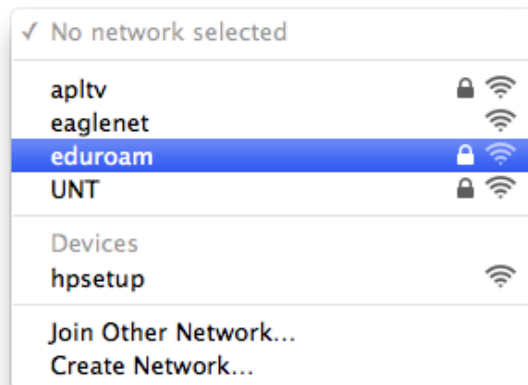 ✓ No network selected
apltv
eaglenet
eduroam
UNT
Devices
hpsetup
Join Other Network...
Create Network...